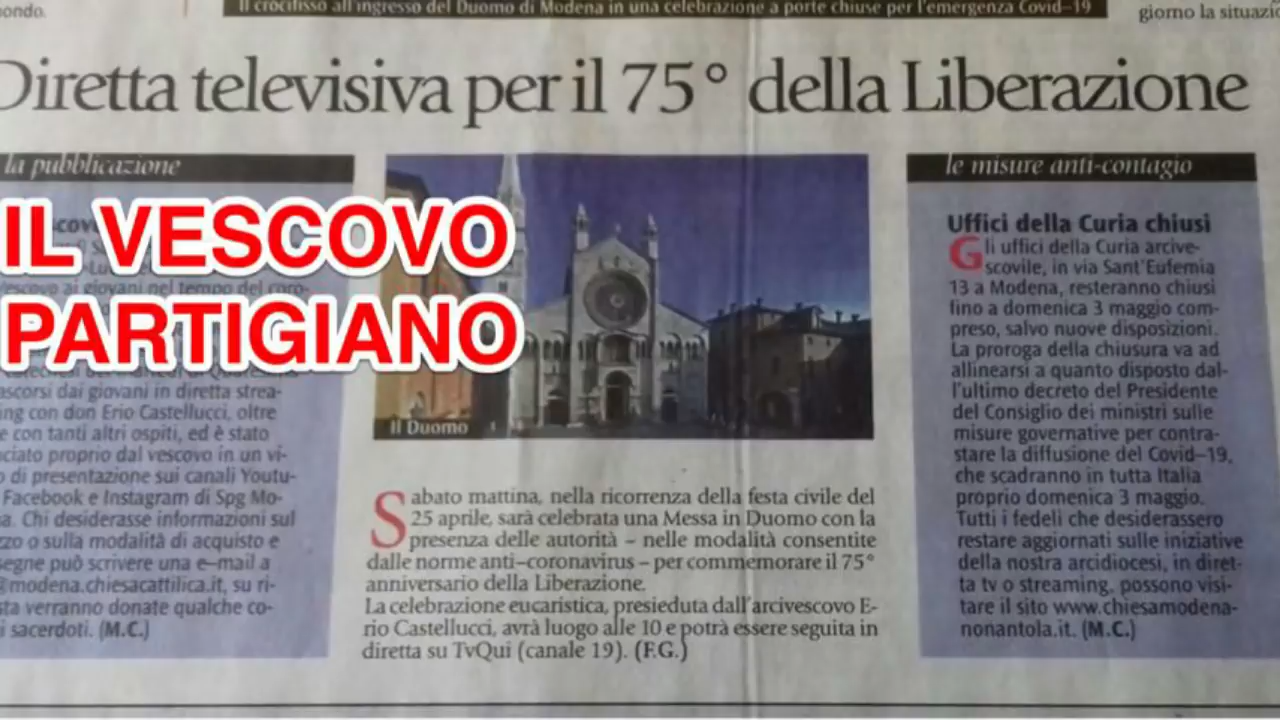 ondo.
Il crocifisso all'ingresso del Duomo di Modena in una celebrazione a porte chiuse per l'emergenza Covid-19
giorno la situazio
Diretta televisiva per il 75° della Liberazione
la pubblicazione
IL VESCOVO
PARTIGIANO
escovo ai giovani nel tempo del coro-
ascorsi dai giovani in diretta strea-
ing con don Erio Castellucci, oltre
e con tanti altri ospiti, ed è stato
ciato proprio dal vescovo in un vi-
o di presentazione sui canali Youtu-
Facebook e Instagram di Spg Mo-
a. Chi desiderasse informazioni sul
zzo o sulla modalità di acquisto e
segne può scrivere una e-mail a
@modena.chiesacattilica.it, su ri-
sta verranno donate qualche co-
i sacerdoti. (M.C.)
Il Duomo
Sabato mattina, nella ricorrenza della festa civile del
25 aprile, sarà celebrata una Messa in Duomo con la
presenza delle autorità – nelle modalità consentite
dalle norme anti-coronavirus – per commemorare il 75°
anniversario della Liberazione.
La celebrazione eucaristica, presieduta dall'arcivescovo E-
rio Castellucci, avrà luogo alle 10 e potrà essere seguita in
diretta su TvQui (canale 19). (F.G.)
le misure anti-contagio
Uffici della Curia chiusi
Gli uffici della Curia arcive-
scovile, in via Sant'Eufemia
13 a Modena, resteranno chiusi
fino a domenica 3 maggio com-
preso, salvo nuove disposizioni.
La proroga della chiusura va ad
allinearsi a quanto disposto dal-
l'ultimo decreto del Presidente
del Consiglio dei ministri sulle
misure governative per contra-
stare la diffusione del Covid-19,
che scadranno in tutta Italia
proprio domenica 3 maggio.
Tutti i fedeli che desiderassero
restare aggiornati sulle iniziative
della nostra arcidiocesi, in diret-
ta tv o streaming, possono visi-
tare il sito www.chiesamodena-
nonantola.it. (M.C.)